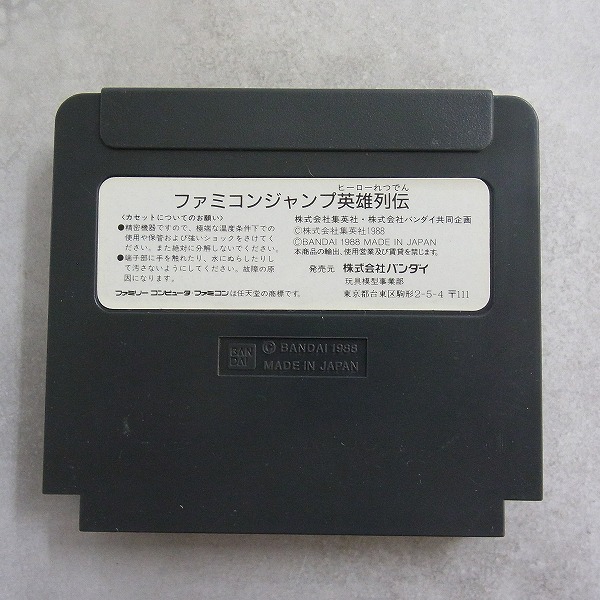 ヒーローれつでん
ファミコンジャンプ英雄列伝
〈カセットについてのお願い〉
●精密機器ですので、極端な温度条件下での
使用や保管および強いショックをさけてく
ださい。また絶対に分解しないでください。
●端子部に手を触れたり、水にぬらしたりし
て汚さないようにしてください。故障の原
因になります。
ファミリーコンピュータ・ファミコンは任天堂の商標です。
株式会社集英社・株式会社バンダイ共同企画
©株式会社集英社1988
©BANDAI 1988 MADE IN JAPAN
本商品の輸出、使用営業及び賃貸を禁じます。
発売元 株式会社バンダイ
玩具模型事業部
東京都台東区駒形2-5-4 〒111
BAN
DAI
© BANDAI 1988
MADE IN JAPAN